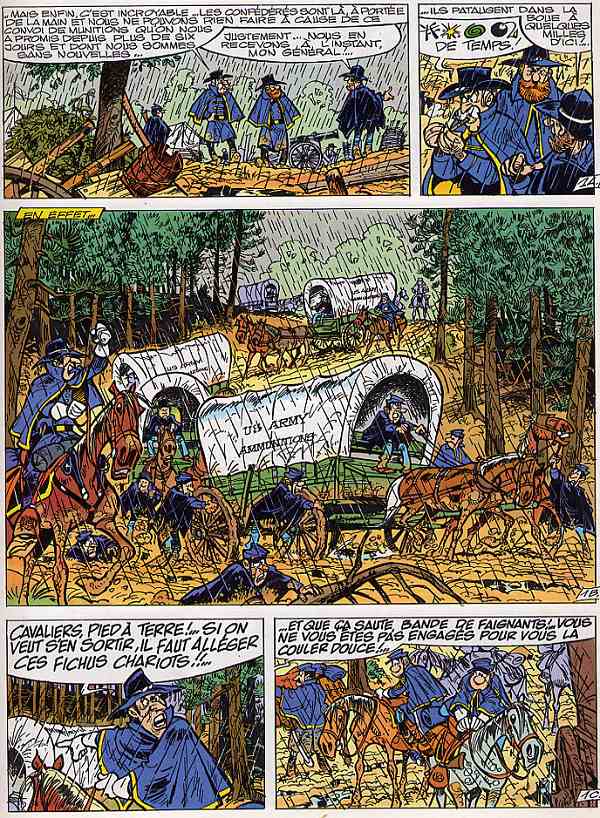 ..MAIS ENFIN, C'EST INCROYABLE...LES CONFÉDÉRÉS SONT LÀ, À PORTÉE
DE LA MAIN ET NOUS NE POUVONS RIEN FAIRE À CAUSE DE CE
CONVOI DE MUNITIONS QU'ON NOUS
A PROMIS DEPUIS PLUS DE SIX
JOURS ET DONT NOUS SOMMES
SANS NOUVELLES...
JUSTEMENT... NOUS EN
RECEVONS À L'INSTANT,
MON GÉNÉRAL!..
...ILS PATAUGENT DANS LA
BOUE À
QUELQUES
MILLES
D'ICI...
DE TEMPS!
1A.
EN EFFET...
U.S ARMY
US ARMY
AMMUNITIONS
1B.
CAVALIERS, PIED À TERRE!... SI ON
VEUT S'EN SORTIR, IL FAUT ALLÉGER
CES FICHUS CHARIOTS!!...
...ET QUE ÇA SAUTE, BANDE DE FAIGNANTS!...VOUS
NE VOUS ÊTES PAS ENGAGÉS POUR VOUS LA
COULER DOUCE!...